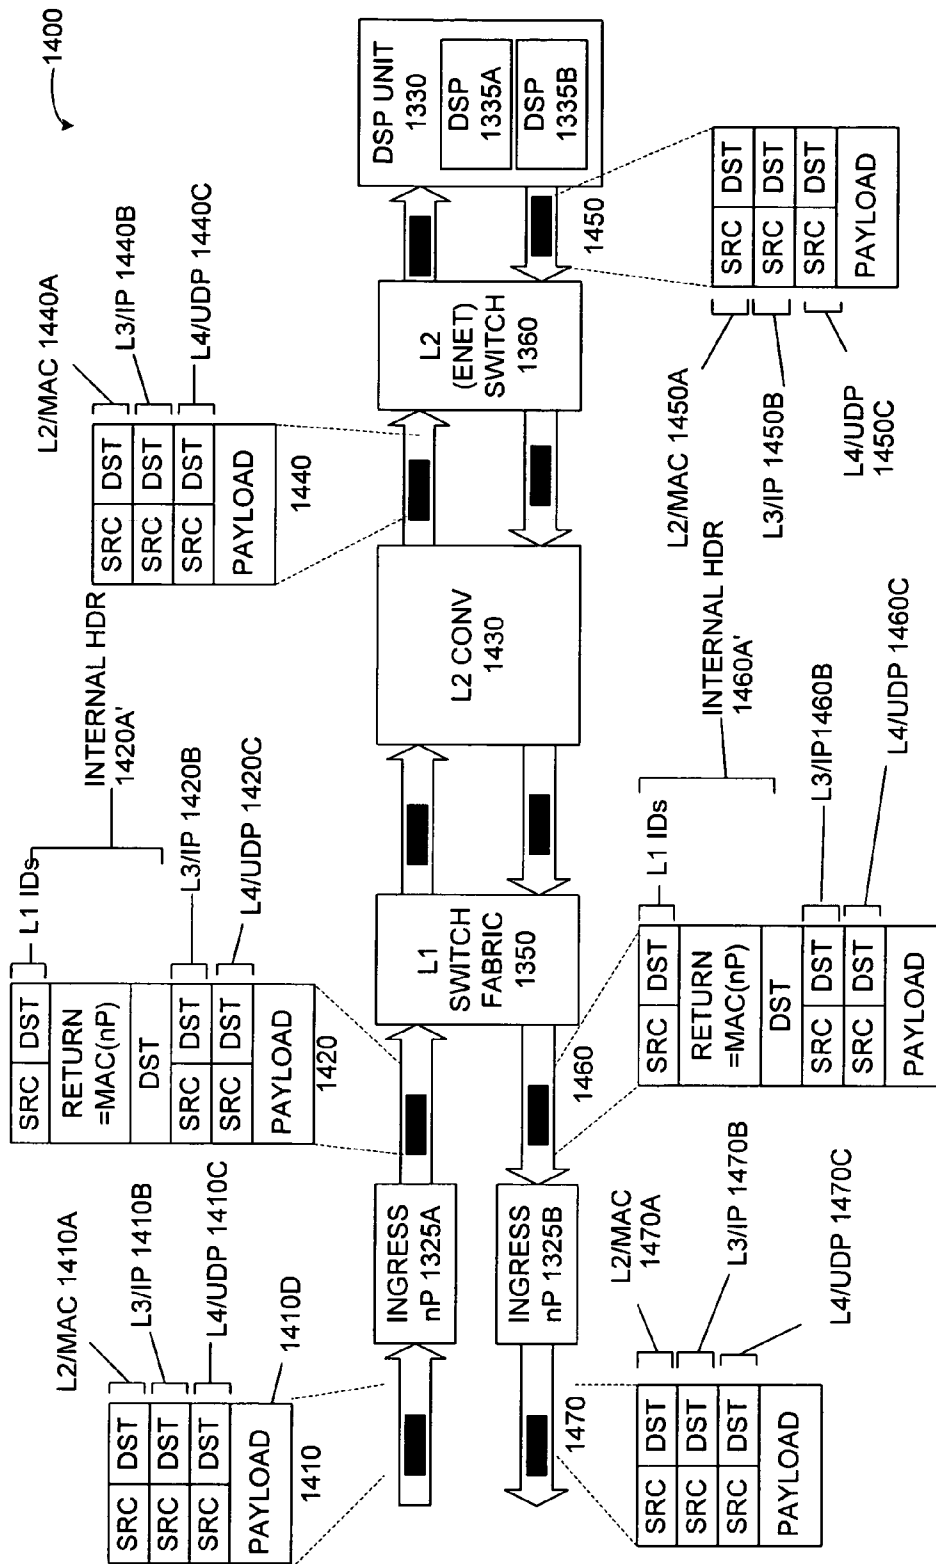 1400
L2/MAC 1410A
L3/IP 1410B
L4/UDP 1410C
1410D
SRC DST
SRC DST
SRC DST
PAYLOAD
1410
INTERNAL HDR
1420A'
L1 IDs
L3/IP 1420B
L4/UDP 1420C
SRC DST
RETURN
=MAC(nP)
DST
SRC DST
SRC DST
PAYLOAD
1420
L2/MAC 1440A
L3/IP 1440B
L4/UDP 1440C
SRC DST
SRC DST
SRC DST
PAYLOAD
1440
INGRESS
nP 1325A
INGRESS
nP 1325B
L1
SWITCH
FABRIC
1350
L2 CONV
1430
L2
(ENET)
SWITCH
1360
DSP UNIT
1330
DSP
1335A
DSP
1335B
1470
L2/MAC
1470A
L3/IP 1470B
L4/UDP 1470C
SRC DST
SRC DST
SRC DST
PAYLOAD
1460
INTERNAL HDR
1460A'
L1 IDs
L3/IP1460B
L4/UDP 1460C
SRC DST
RETURN
=MAC(nP)
DST
SRC DST
SRC DST
PAYLOAD
1450
L2/MAC 1450A
L3/IP 1450B
L4/UDP
1450C
SRC DST
SRC DST
SRC DST
PAYLOAD